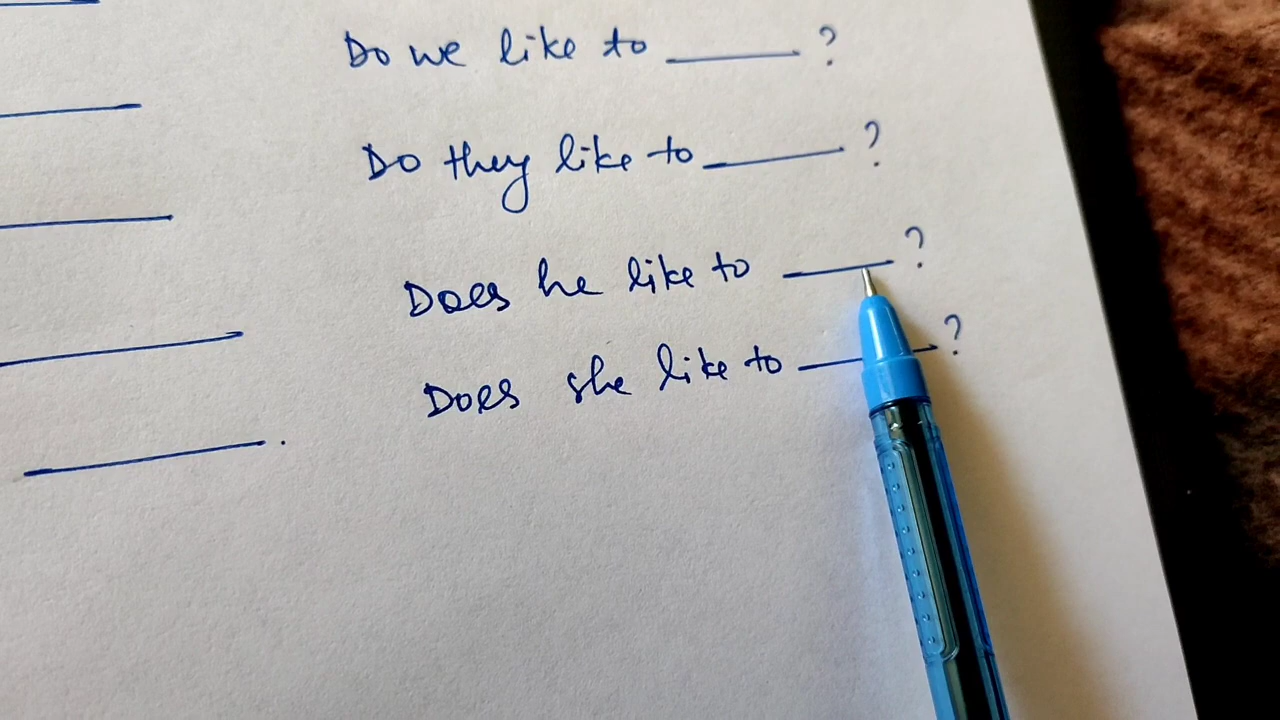 Do we like to ______ ?
Do they like to ______ ?
Does he like to ______ ?
Does she like to ______ ?